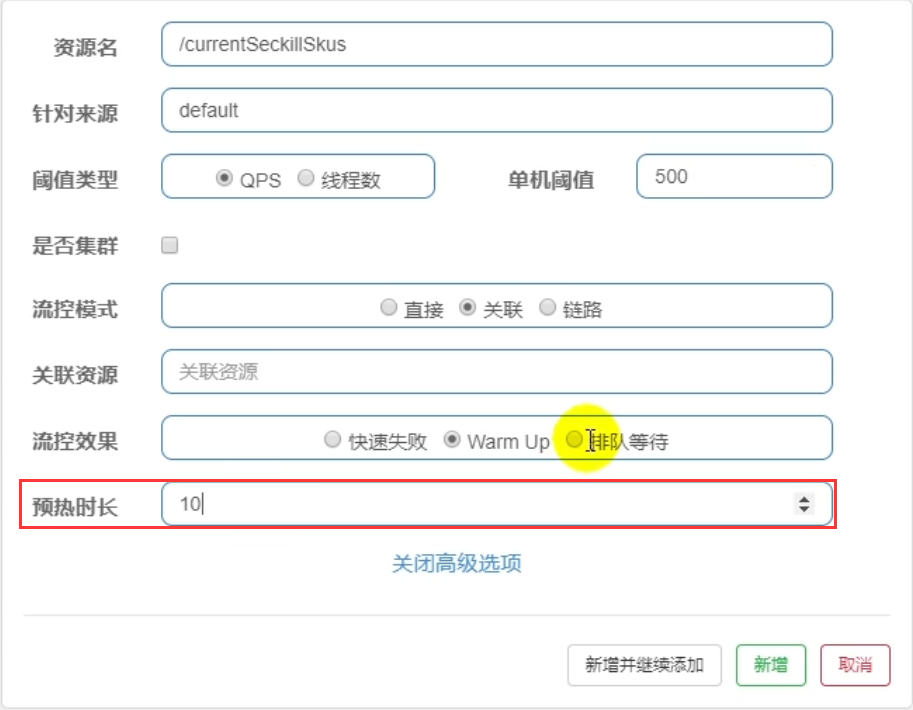 资源名 /currentSeckillSkus
针对来源 default
阈值类型 QPS 线程数 单机阈值 500
是否集群
流控模式 直接 关联 链路
关联资源 关联资源
流控效果 快速失败 Warm Up 排队等待
预热时长 10
关闭高级选项
新增并继续添加 新增 取消